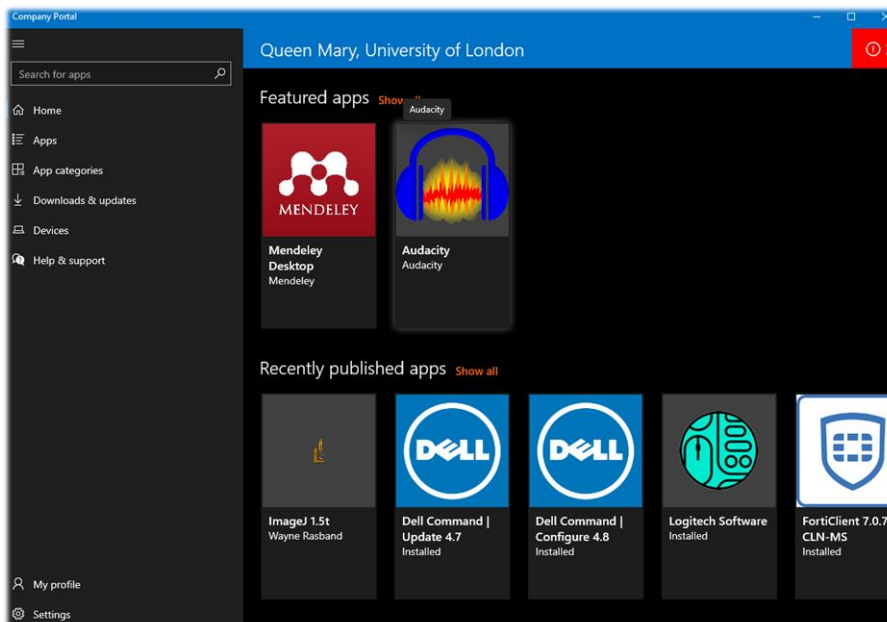 Company Portal
Queen Mary, University of London
Search for apps
Home
Apps
App categories
Downloads & updates
Devices
Help & support
My profile
Settings
Featured apps Show all
Audacity
MENDELEY
Mendeley
Desktop
Mendeley
Audacity
Audacity
Recently published apps Show all
ImageJ 1.5t
Wayne Rasband
DELL
Dell Command |
Update 4.7
Installed
DELL
Dell Command |
Configure 4.8
Installed
Logitech Software
Installed
FortiClient 7.0.7
CLN-MS
Installed